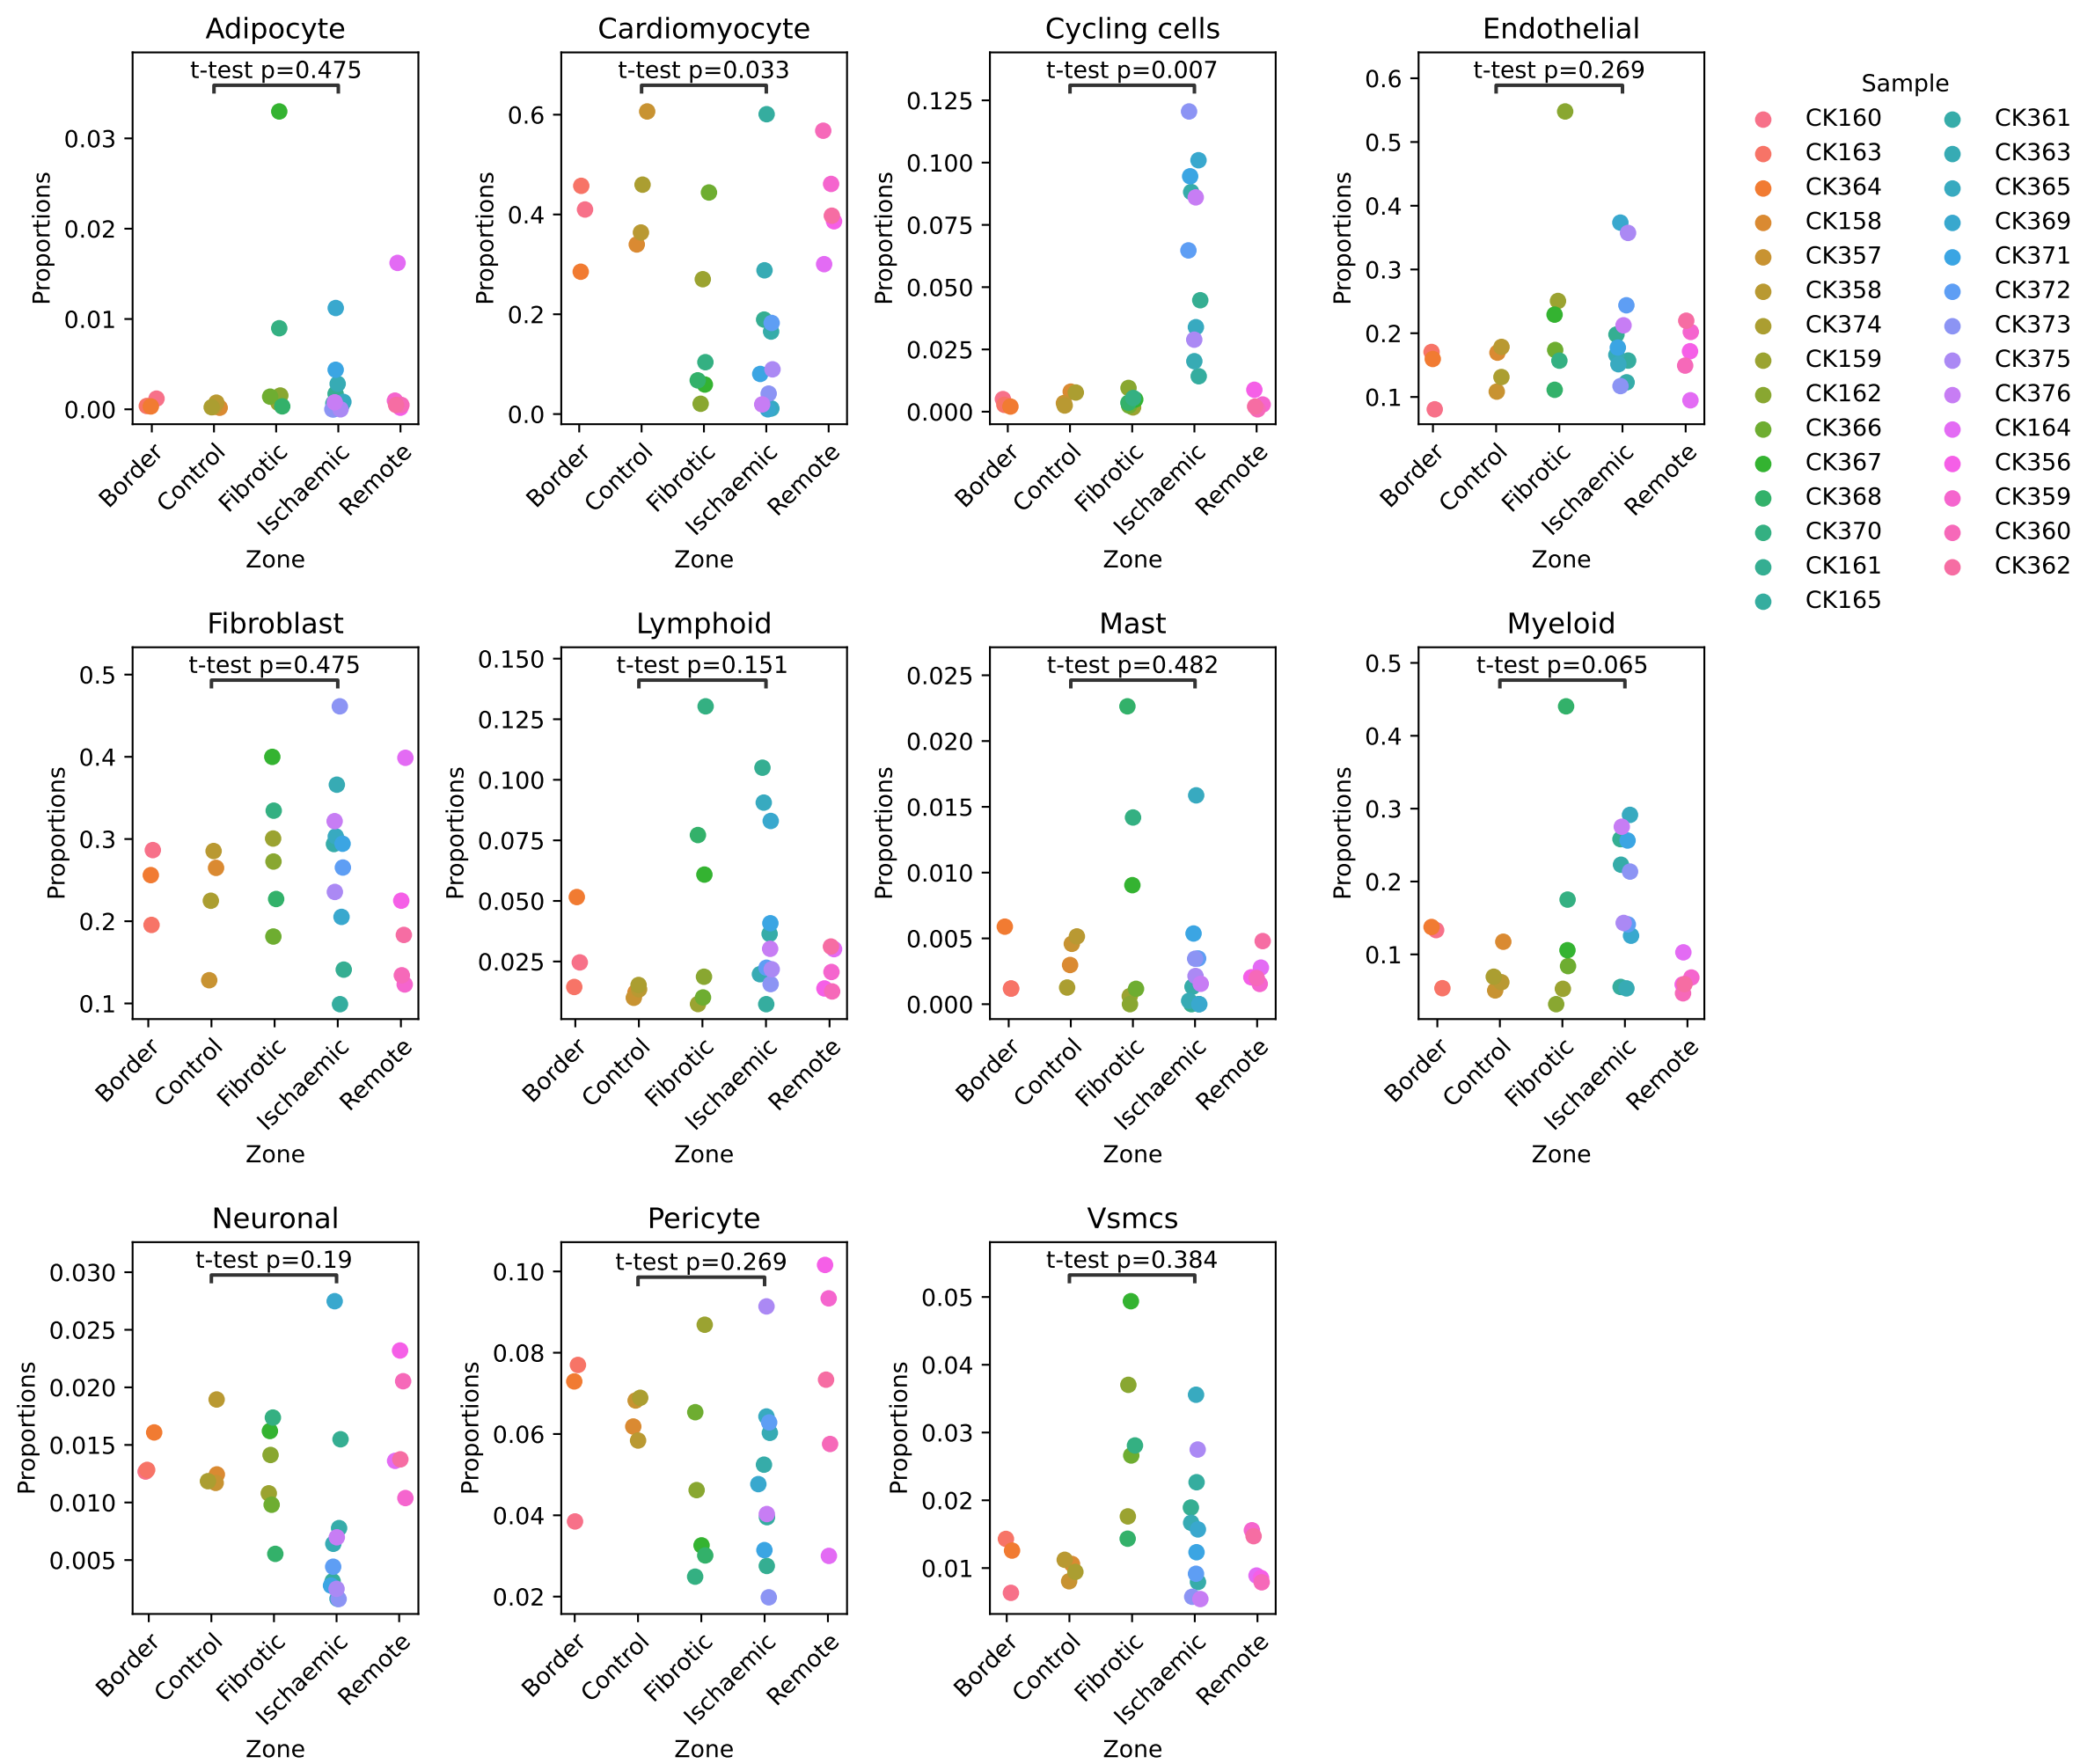 Adipocyte
t-test p=0.475
Proportions
0.03
0.02
0.01
0.00
Border
Control
Fibrotic
Ischaemic
Remote
Zone
Cardiomyocyte
t-test p=0.033
Proportions
0.6
0.4
0.2
0.0
Border
Control
Fibrotic
Ischaemic
Remote
Zone
Cycling cells
t-test p=0.007
Proportions
0.125
0.100
0.075
0.050
0.025
0.000
Border
Control
Fibrotic
Ischaemic
Remote
Zone
Endothelial
t-test p=0.269
Proportions
0.6
0.5
0.4
0.3
0.2
0.1
Border
Control
Fibrotic
Ischaemic
Remote
Zone
Sample
CK160
CK163
CK364
CK158
CK357
CK358
CK374
CK159
CK162
CK366
CK367
CK368
CK370
CK161
CK165
CK361
CK363
CK365
CK369
CK371
CK372
CK373
CK375
CK376
CK164
CK356
CK359
CK360
CK362
Fibroblast
t-test p=0.475
Proportions
0.5
0.4
0.3
0.2
0.1
Border
Control
Fibrotic
Ischaemic
Remote
Zone
Lymphoid
t-test p=0.151
Proportions
0.150
0.125
0.100
0.075
0.050
0.025
Border
Control
Fibrotic
Ischaemic
Remote
Zone
Mast
t-test p=0.482
Proportions
0.025
0.020
0.015
0.010
0.005
0.000
Border
Control
Fibrotic
Ischaemic
Remote
Zone
Myeloid
t-test p=0.065
Proportions
0.5
0.4
0.3
0.2
0.1
Border
Control
Fibrotic
Ischaemic
Remote
Zone
Neuronal
t-test p=0.19
Proportions
0.030
0.025
0.020
0.015
0.010
0.005
Border
Control
Fibrotic
Ischaemic
Remote
Zone
Pericyte
t-test p=0.269
Proportions
0.10
0.08
0.06
0.04
0.02
Border
Control
Fibrotic
Ischaemic
Remote
Zone
Vsmcs
t-test p=0.384
Proportions
0.05
0.04
0.03
0.02
0.01
Border
Control
Fibrotic
Ischaemic
Remote
Zone